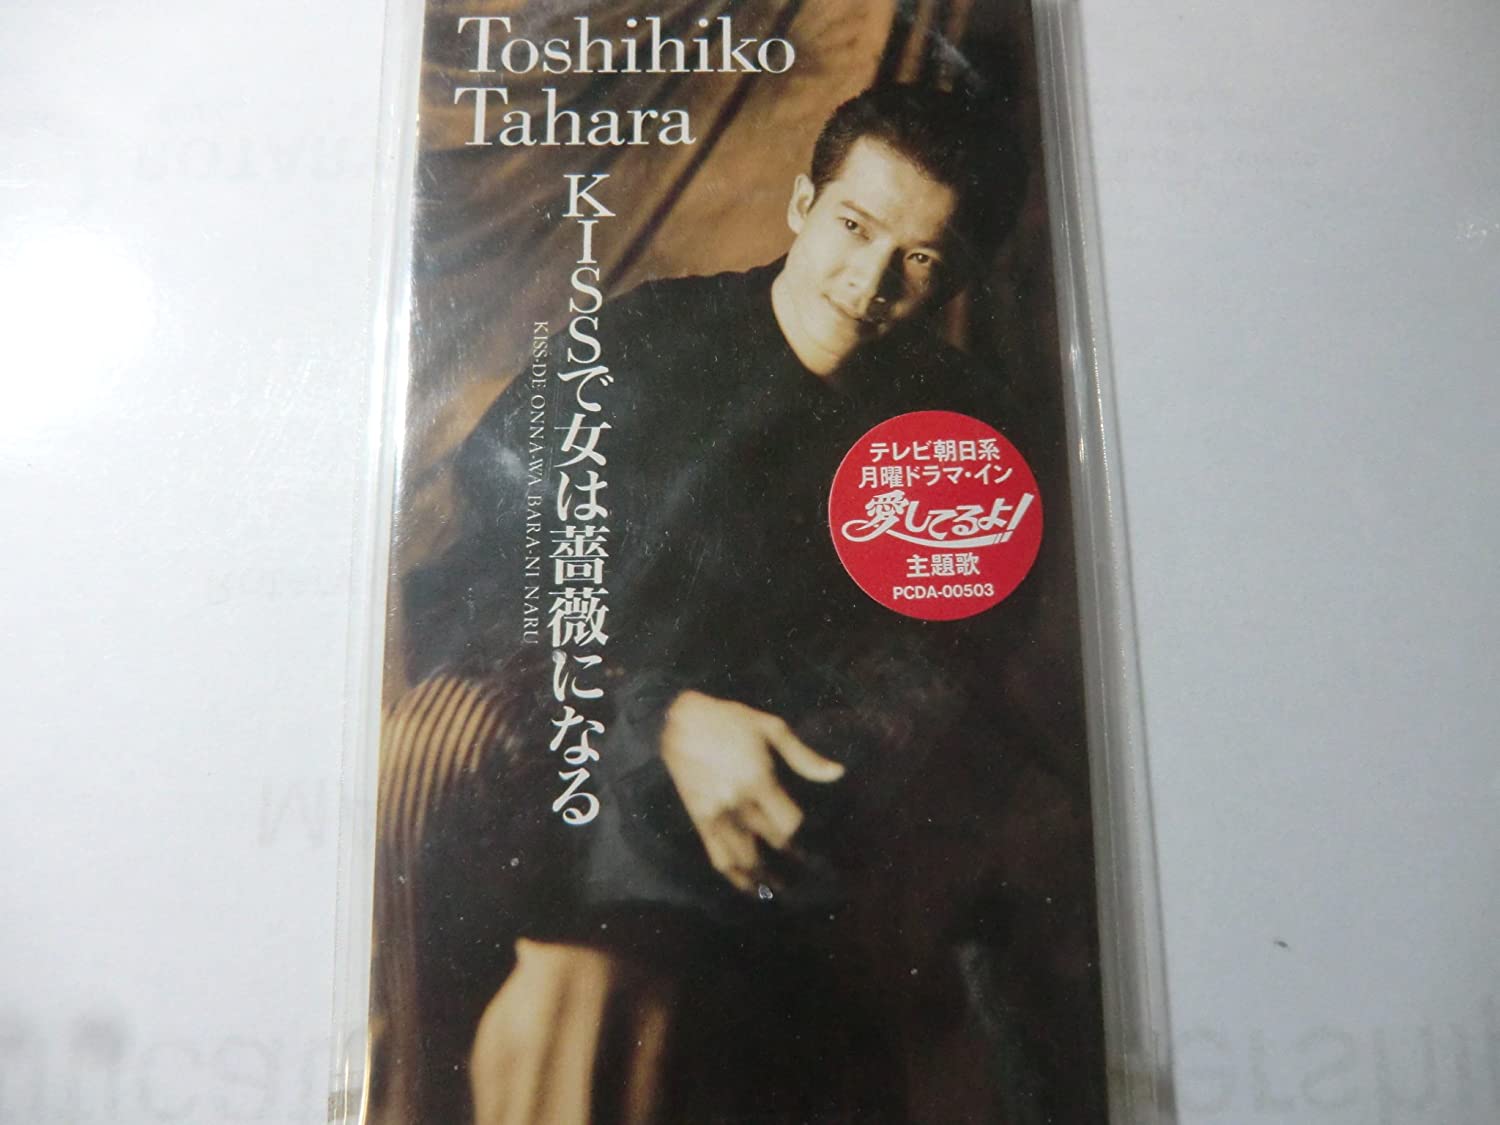 Toshihiko
Tahara
KISSで女は薔薇になる
KISS-DE ONNA-WA BARA-NI NARU
テレビ朝日系
月曜ドラマ・イン
愛してるよ!
主題歌
PCDA-00503